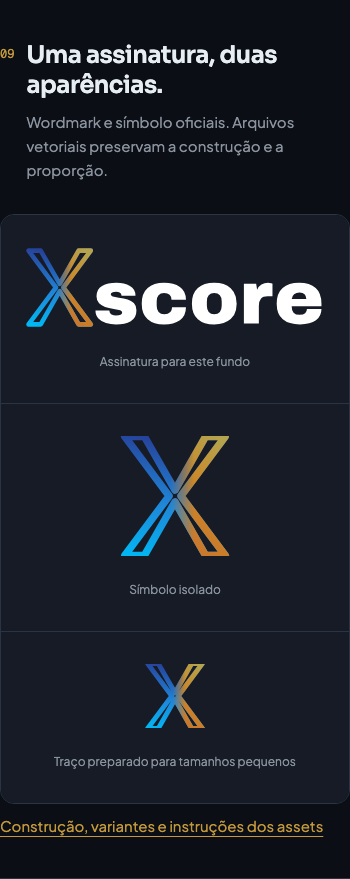 09
Uma assinatura, duas
aparências.
Wordmark e símbolo oficiais. Arquivos
vetoriais preservam a construção e a
proporção.
Xscore
Assinatura para este fundo
X
Símbolo isolado
X
Traço preparado para tamanhos pequenos
Construção, variantes e instruções dos assets